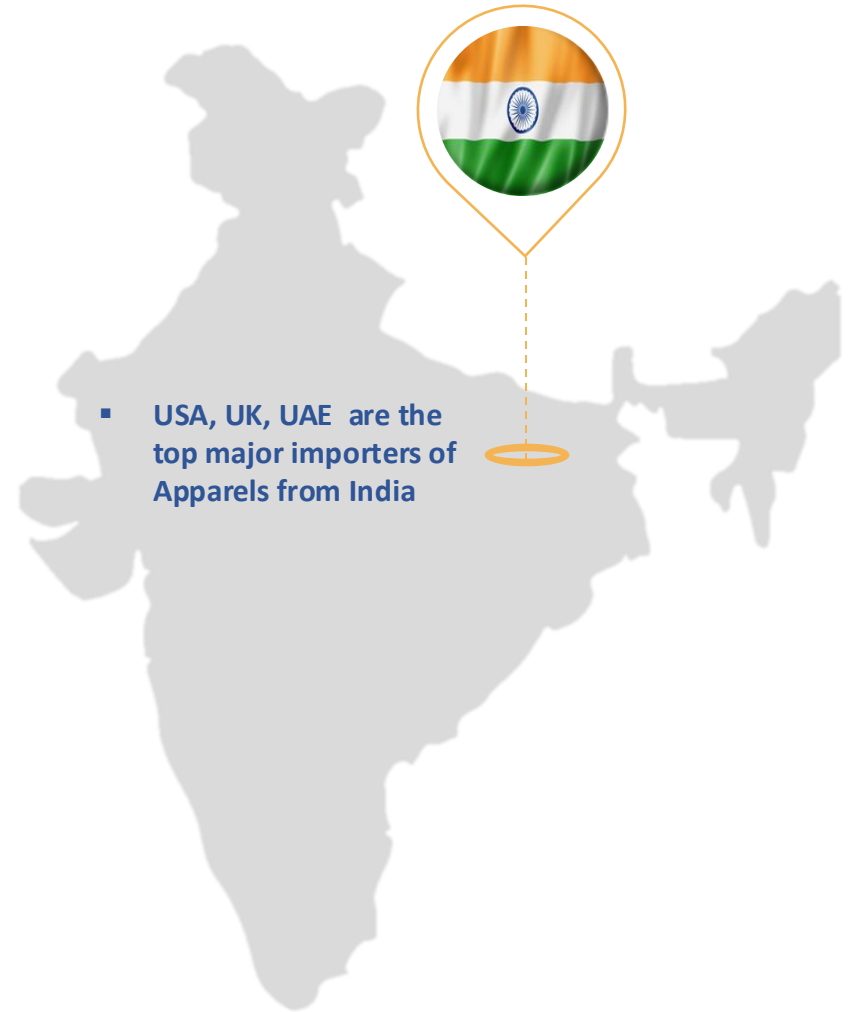 ▪ USA, UK, UAE  are the
top major importers of
Apparels from India